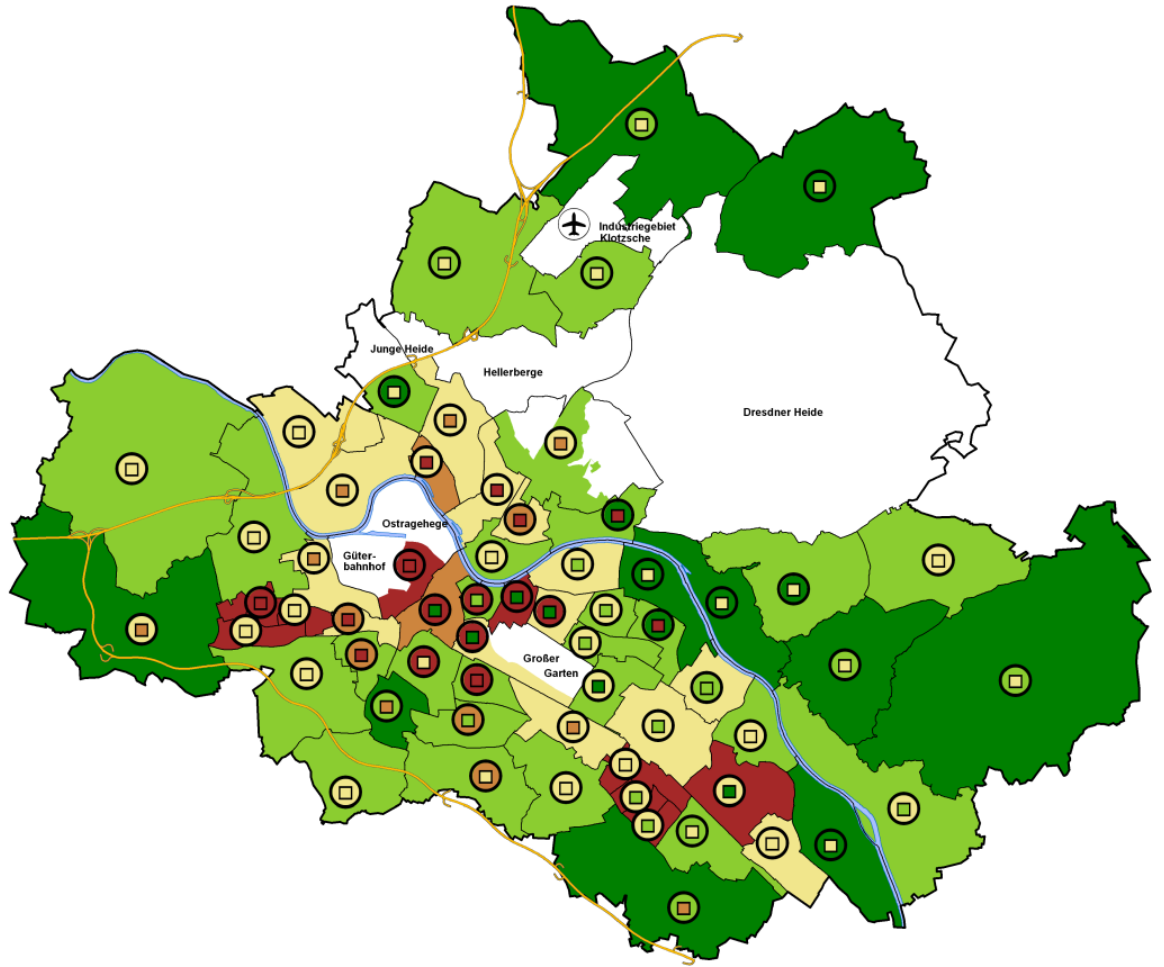 Industriegebiet
Klotzsche
Junge Heide
Hellerberge
Dresdner Heide
Ostragehege
Güter-
bahnhof
Großer
Garten